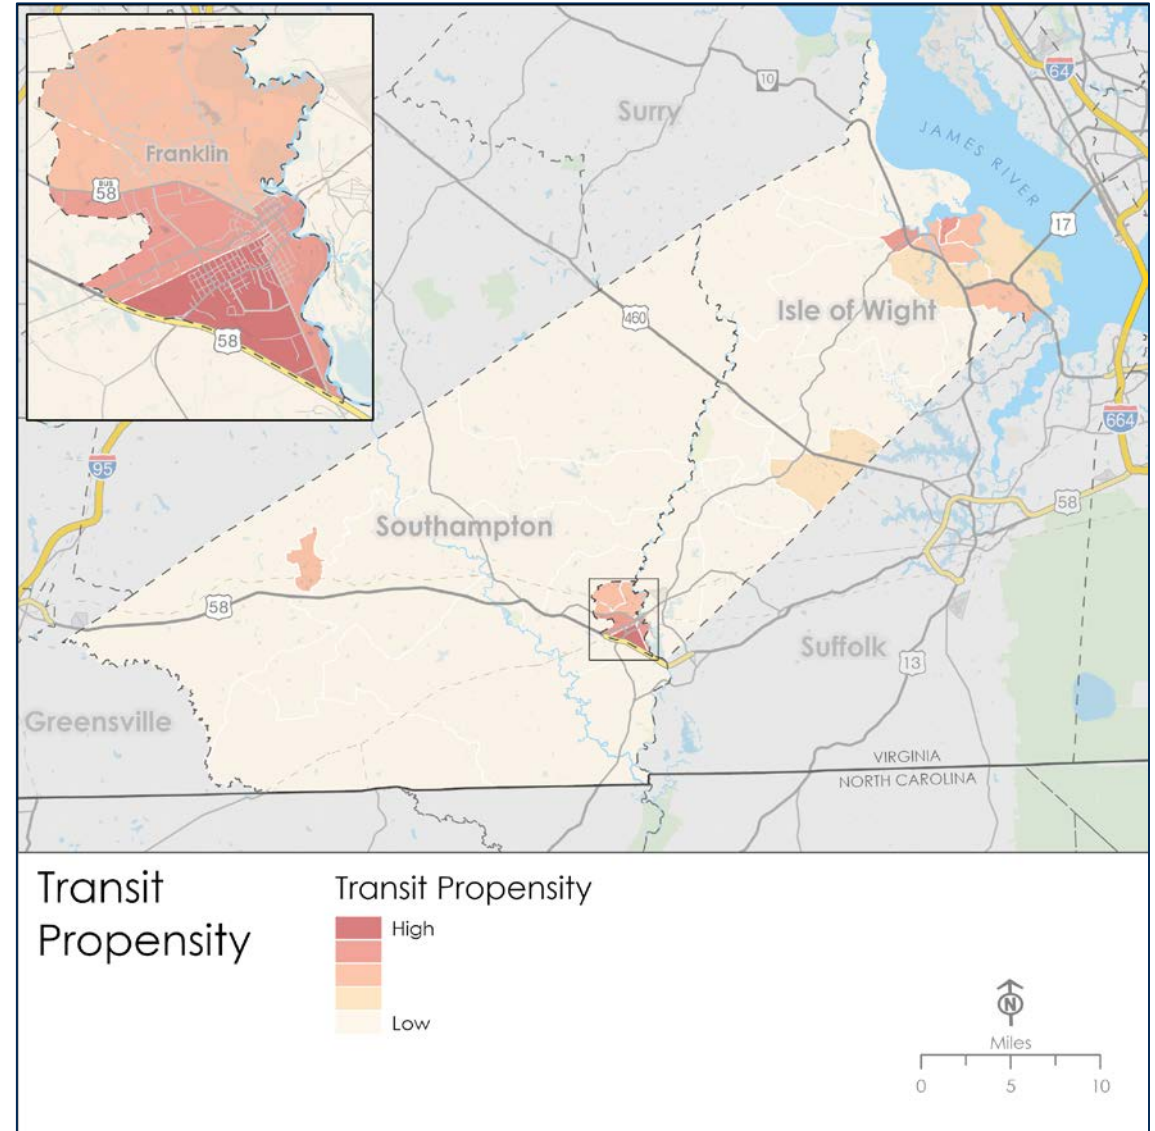 Franklin
BUS
58
58
Surry
10
64
JAMES RIVER
17
Isle of Wight
460
664
95
58
Southampton
58
Suffolk
13
Greensville
VIRGINIA
NORTH CAROLINA
Transit
Propensity
Transit Propensity
High
Low
N
Miles
0 5 10